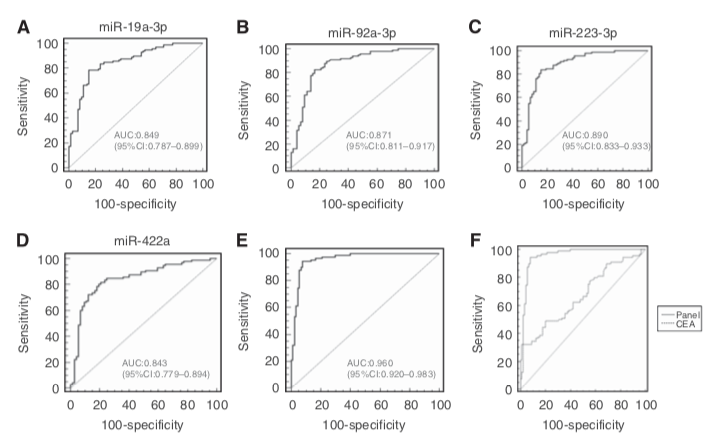 A
miR-19a-3p
100
80
60
40
20
0
Sensitivity
AUC:0.849
(95%CI:0.787–0.899)
0 20 40 60 80 100
100-specificity
B
miR-92a-3p
100
80
60
40
20
0
Sensitivity
AUC:0.871
(95%CI:0.811–0.917)
0 20 40 60 80 100
100-specificity
C
miR-223-3p
100
80
60
40
20
0
Sensitivity
AUC:0.890
(95%CI:0.833–0.933)
0 20 40 60 80 100
100-specificity
D
miR-422a
100
80
60
40
20
0
Sensitivity
AUC:0.843
(95%CI:0.779–0.894)
0 20 40 60 80 100
100-specificity
E
100
80
60
40
20
0
Sensitivity
AUC:0.960
(95%CI:0.920–0.983)
0 20 40 60 80 100
100-specificity
F
100
80
60
40
20
0
Sensitivity
0 20 40 60 80 100
100-specificity
Panel
CEA